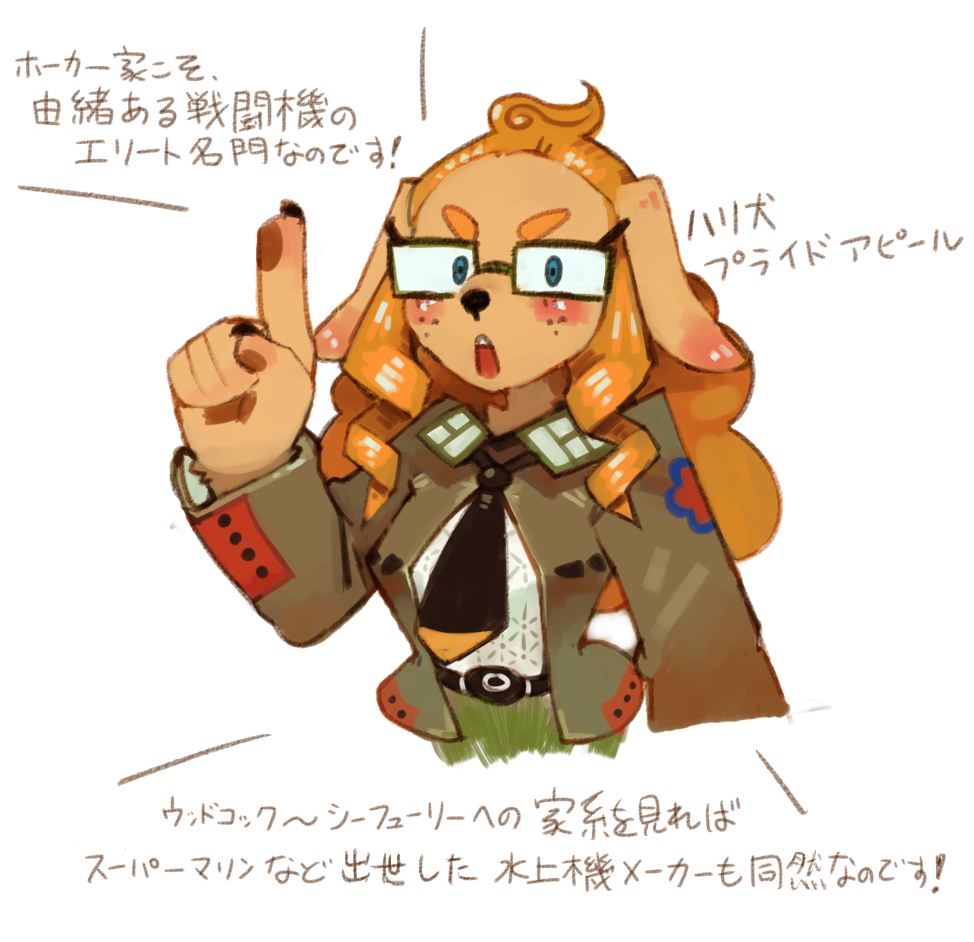 ホーカー家こそ、
由緒ある戦闘機の
エリート名門なのです!
ハリ犬
プライドアピール
ウッドコック〜シーフューリーへの家系を見れば
スーパーマリンなど出世した水上機メーカーも同然なのです!